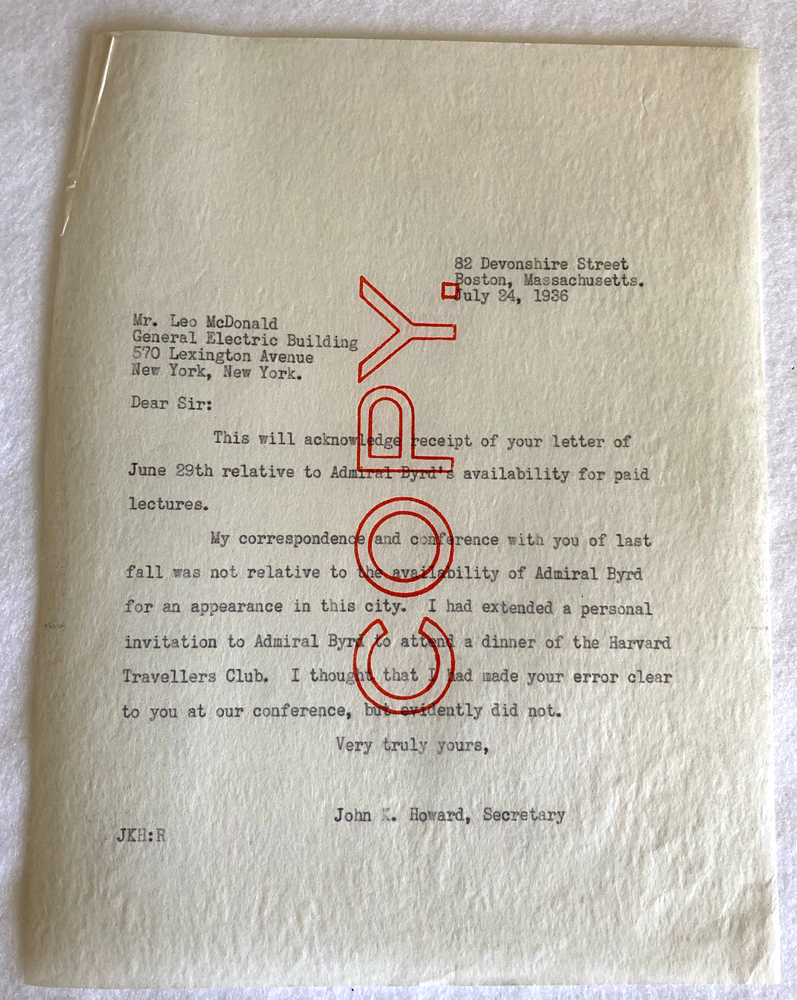 82 Devonshire Street
Boston, Massachusetts.
July 24, 1936
Mr. Leo McDonald
General Electric Building
570 Lexington Avenue
New York, New York.
Dear Sir:
This will acknowledge receipt of your letter of
June 29th relative to Admiral Byrd's availability for paid
lectures.
My correspondence and conference with you of last
fall was not relative to the availability of Admiral Byrd
for an appearance in this city. I had extended a personal
invitation to Admiral Byrd to attend a dinner of the Harvard
Travellers Club. I thought that I had made your error clear
to you at our conference, but evidently did not.
Very truly yours,
John K. Howard, Secretary
JKH:R
COPY.